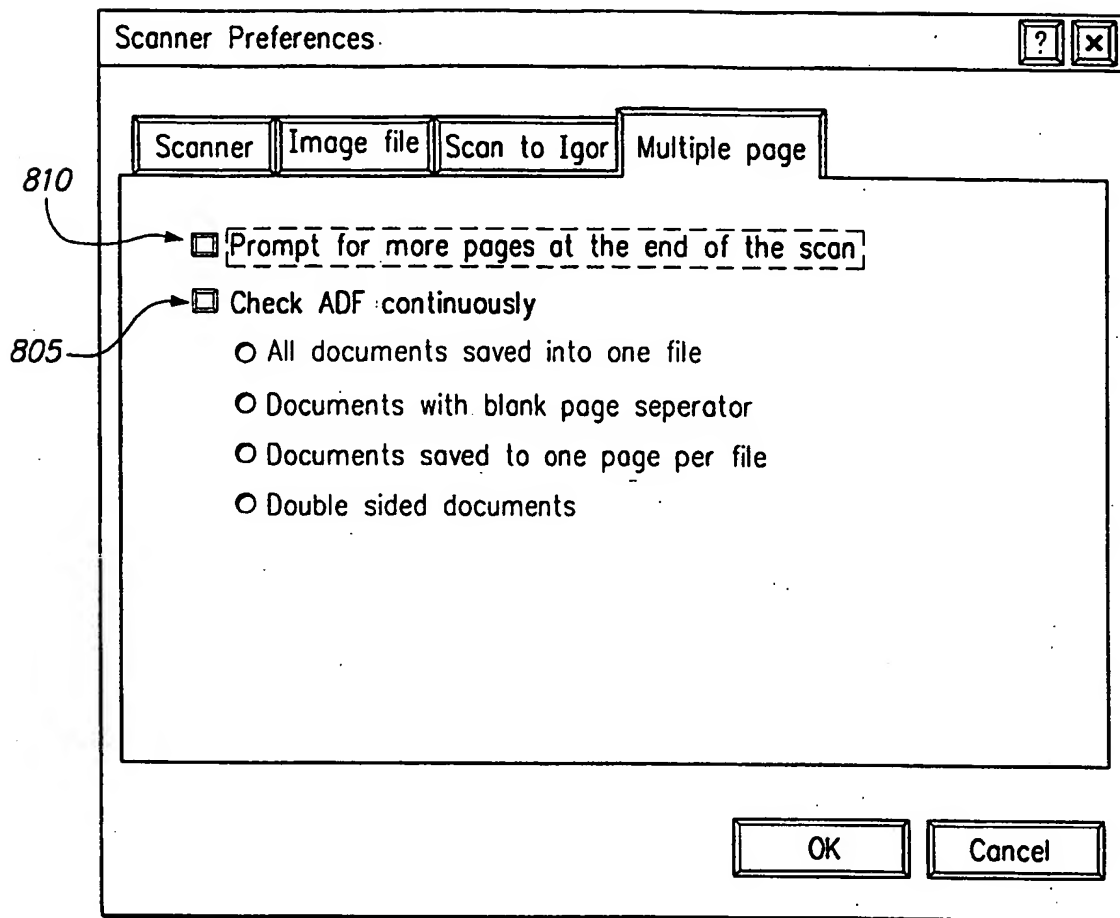 Scanner Preferences ? x
Scanner Image file Scan to Igor Multiple page
810
Prompt for more pages at the end of the scan
Check ADF continuously
805
All documents saved into one file
Documents with blank page seperator
Documents saved to one page per file
Double sided documents
OK Cancel